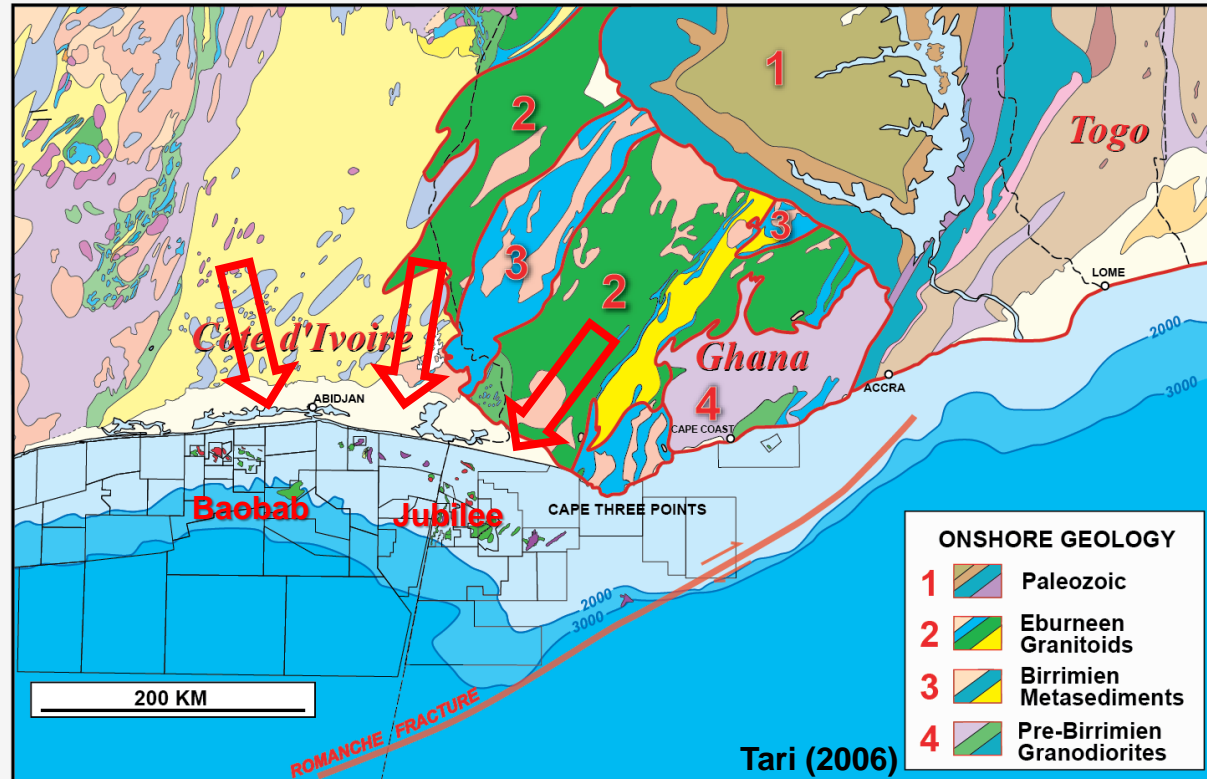 1
2
Togo
3
3
2
LOME
2000
3000
Côte d'Ivoire
Ghana
ACCRA
ABIDJAN
4
CAPE COAST
Baobab
Jubilee
CAPE THREE POINTS
2000
3000
200 KM
ROMANCHE FRACTURE
Tari (2006)
ONSHORE GEOLOGY
1 Paleozoic
2 Eburneen
Granitoids
3 Birrimien
Metasediments
4 Pre-Birrimien
Granodiorites